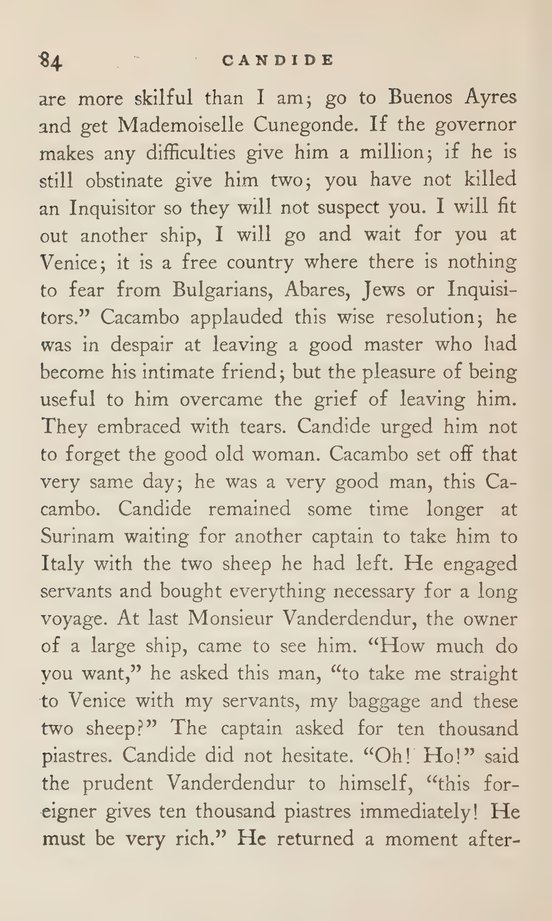 84 CANDIDE
are more skilful than I am; go to Buenos Ayres
and get Mademoiselle Cunegonde. If the governor
makes any difficulties give him a million; if he is
still obstinate give him two; you have not killed
an Inquisitor so they will not suspect you. I will fit
out another ship, I will go and wait for you at
Venice; it is a free country where there is nothing
to fear from Bulgarians, Abares, Jews or Inquisi-
tors.” Cacambo applauded this wise resolution; he
was in despair at leaving a good master who had
become his intimate friend; but the pleasure of being
useful to him overcame the grief of leaving him.
They embraced with tears. Candide urged him not
to forget the good old woman. Cacambo set off that
very same day; he was a very good man, this Ca-
cambo. Candide remained some time longer at
Surinam waiting for another captain to take him to
Italy with the two sheep he had left. He engaged
servants and bought everything necessary for a long
voyage. At last Monsieur Vanderdendur, the owner
of a large ship, came to see him. “How much do
you want,” he asked this man, “to take me straight
to Venice with my servants, my baggage and these
two sheep?” The captain asked for ten thousand
piastres. Candide did not hesitate. “Oh! Ho!” said
the prudent Vanderdendur to himself, “this for-
eigner gives ten thousand piastres immediately! He
must be very rich.” He returned a moment after-